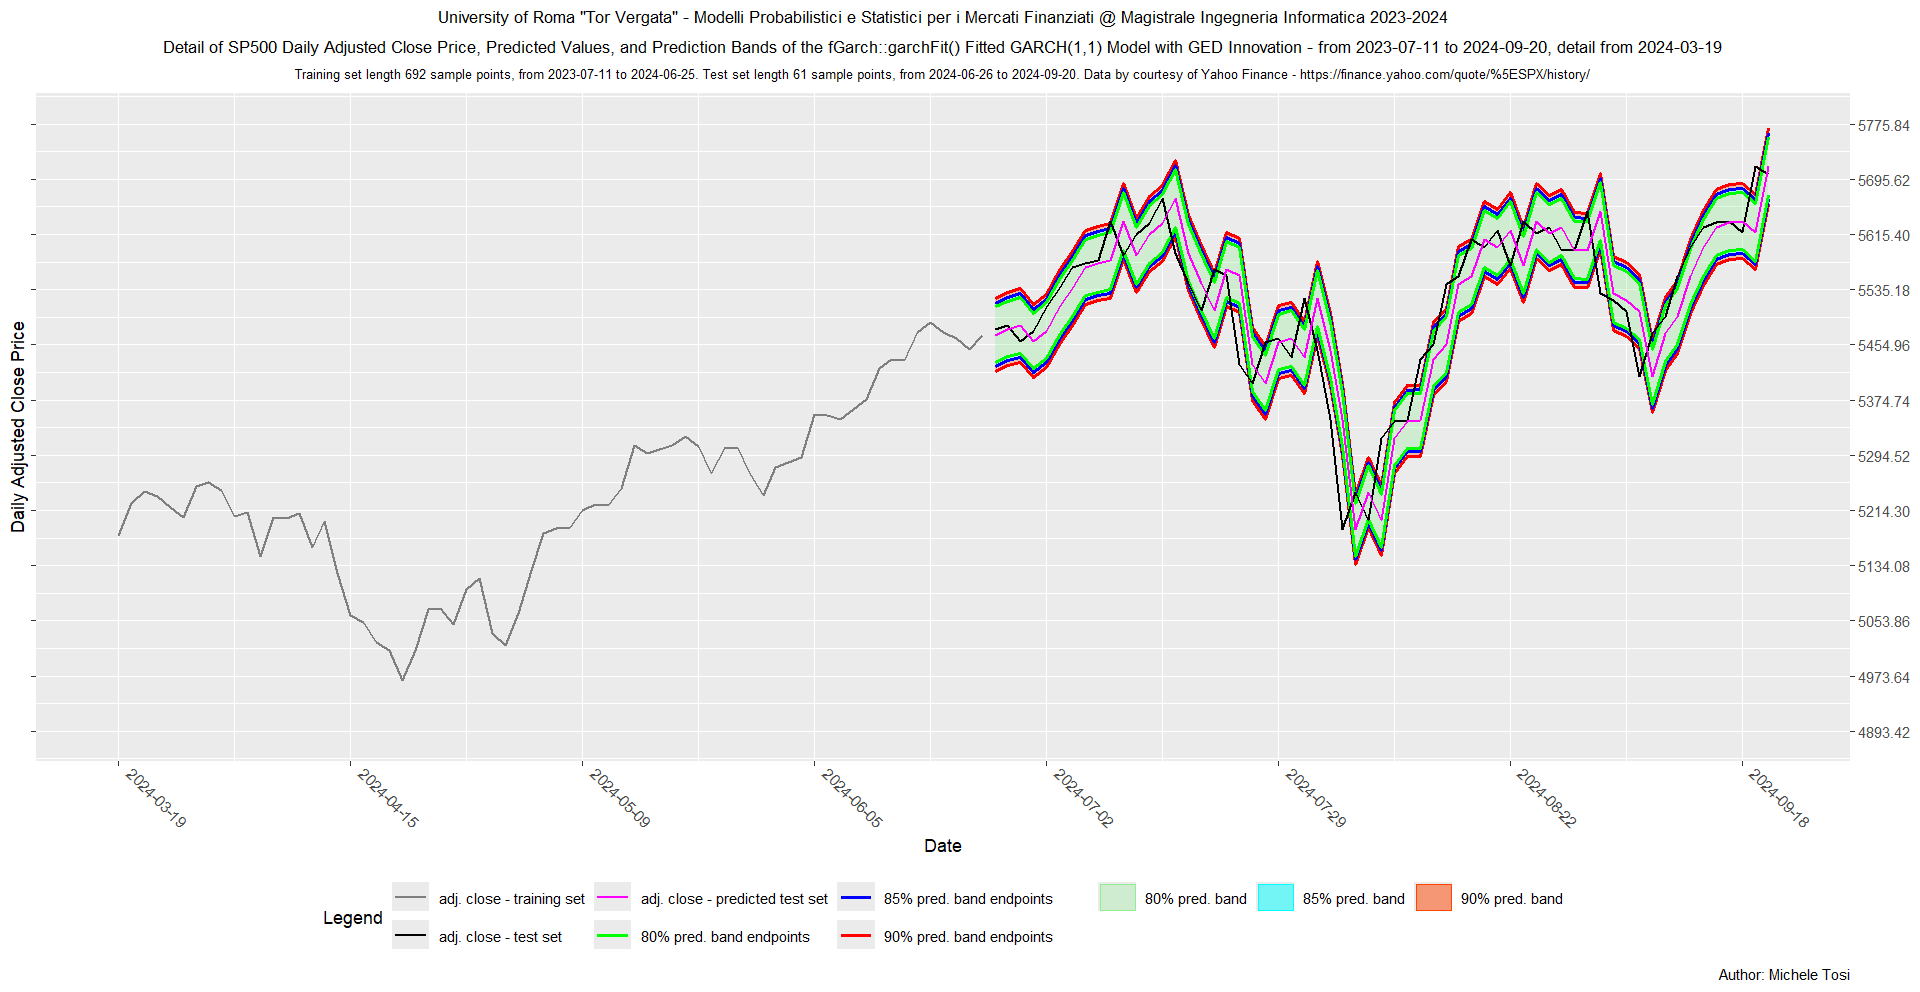 University of Roma "Tor Vergata" - Modelli Probabilistici e Statistici per i Mercati Finanziati @ Magistrale Ingegneria Informatica 2023-2024
Detail of SP500 Daily Adjusted Close Price, Predicted Values, and Prediction Bands of the fGarch::garchFit() Fitted GARCH(1,1) Model with GED Innovation - from 2023-07-11 to 2024-09-20, detail from 2024-03-19
Training set length 692 sample points, from 2023-07-11 to 2024-06-25. Test set length 61 sample points, from 2024-06-26 to 2024-09-20. Data by courtesy of Yahoo Finance - https://finance.yahoo.com/quote/%5ESPX/history/
Daily Adjusted Close Price
5775.84
5695.62
5615.40
5535.18
5454.96
5374.74
5294.52
5214.30
5134.08
5053.86
4973.64
4893.42
2024-03-19
2024-04-15
2024-05-09
2024-06-05
2024-07-02
2024-07-29
2024-08-22
2024-09-18
Date
Legend
adj. close - training set
adj. close - predicted test set
85% pred. band endpoints
80% pred. band
85% pred. band
90% pred. band
adj. close - test set
80% pred. band endpoints
90% pred. band endpoints
Author: Michele Tosi